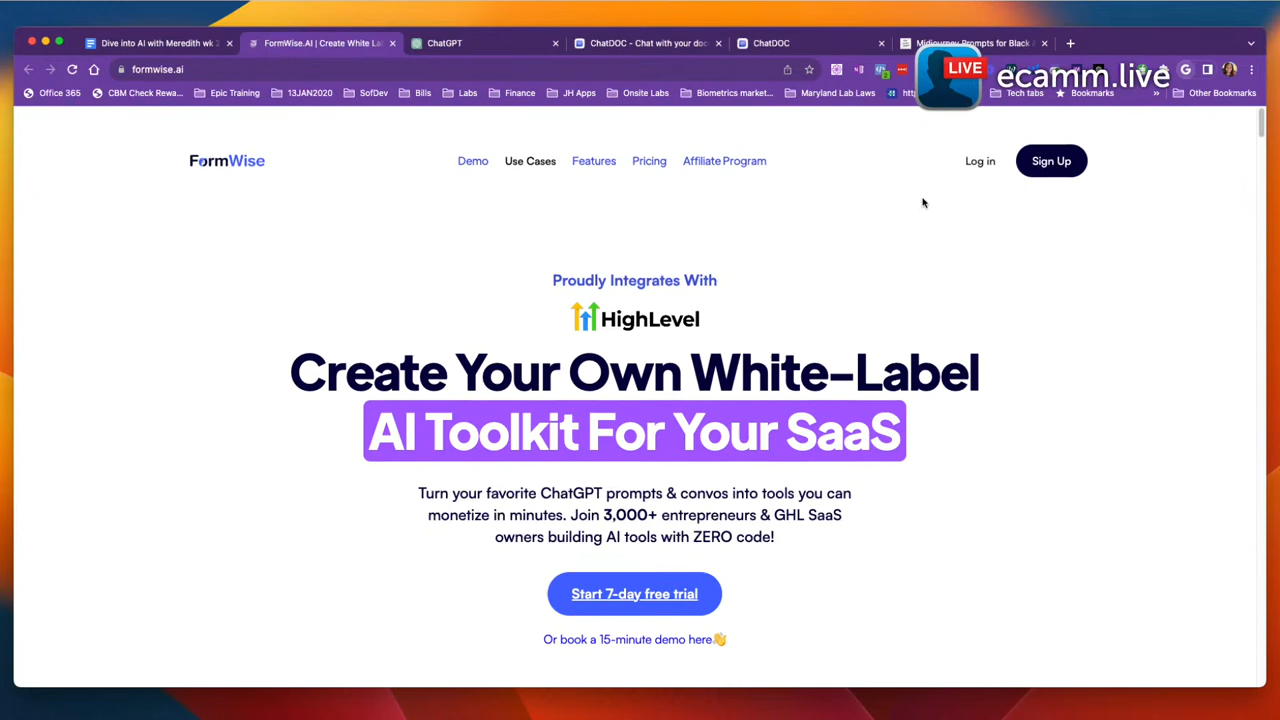 Dive into AI with Meredith wk 2
FormWise.AI | Create White La
ChatGPT
ChatDOC - Chat with your doc
ChatDOC
Midjourney Prompts for Black
formwise.ai
LIVE
ecamm.live
Office 365
CBM Check Rewa...
Epic Training
13JAN2020
SofDev
Bills
Labs
Finance
JH Apps
Onsite Labs
Biometrics market...
Maryland Lab Laws
Tech tabs
Bookmarks
»
Other Bookmarks
FormWise
Demo
Use Cases
Features
Pricing
Affiliate Program
Log in
Sign Up
Proudly Integrates With
HighLevel
Create Your Own White-Label
AI Toolkit For Your SaaS
Turn your favorite ChatGPT prompts & convos into tools you can
monetize in minutes. Join 3,000+ entrepreneurs & GHL SaaS
owners building AI tools with ZERO code!
Start 7-day free trial
Or book a 15-minute demo here👋